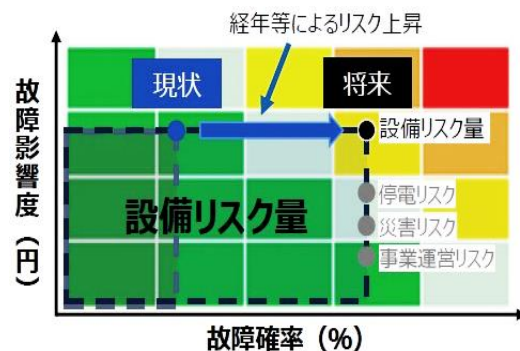 経年等によるリスク上昇
現状
将来
設備リスク量
停電リスク
災害リスク
事業運営リスク
設備リスク量
故障影響度（円）
故障確率（%）